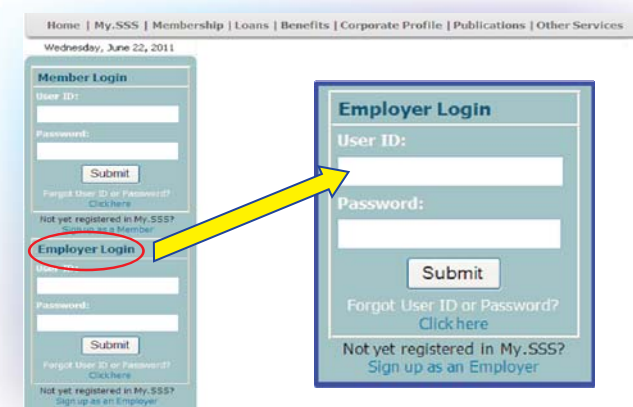 Home | My.SSS | Membership | Loans | Benefits | Corporate Profile | Publications | Other Services
Wednesday, June 22, 2011
Member Login
User ID:
Password:
Submit
Forgot User ID or Password?
Click here
Not yet registered in My.SSS?
Sign up as a Member
Employer Login
User ID:
Password:
Submit
Forgot User ID or Password?
Click here
Not yet registered in My.SSS?
Sign up as an Employer
Employer Login
User ID:
Password:
Submit
Forgot User ID or Password?
Click here
Not yet registered in My.SSS?
Sign up as an Employer